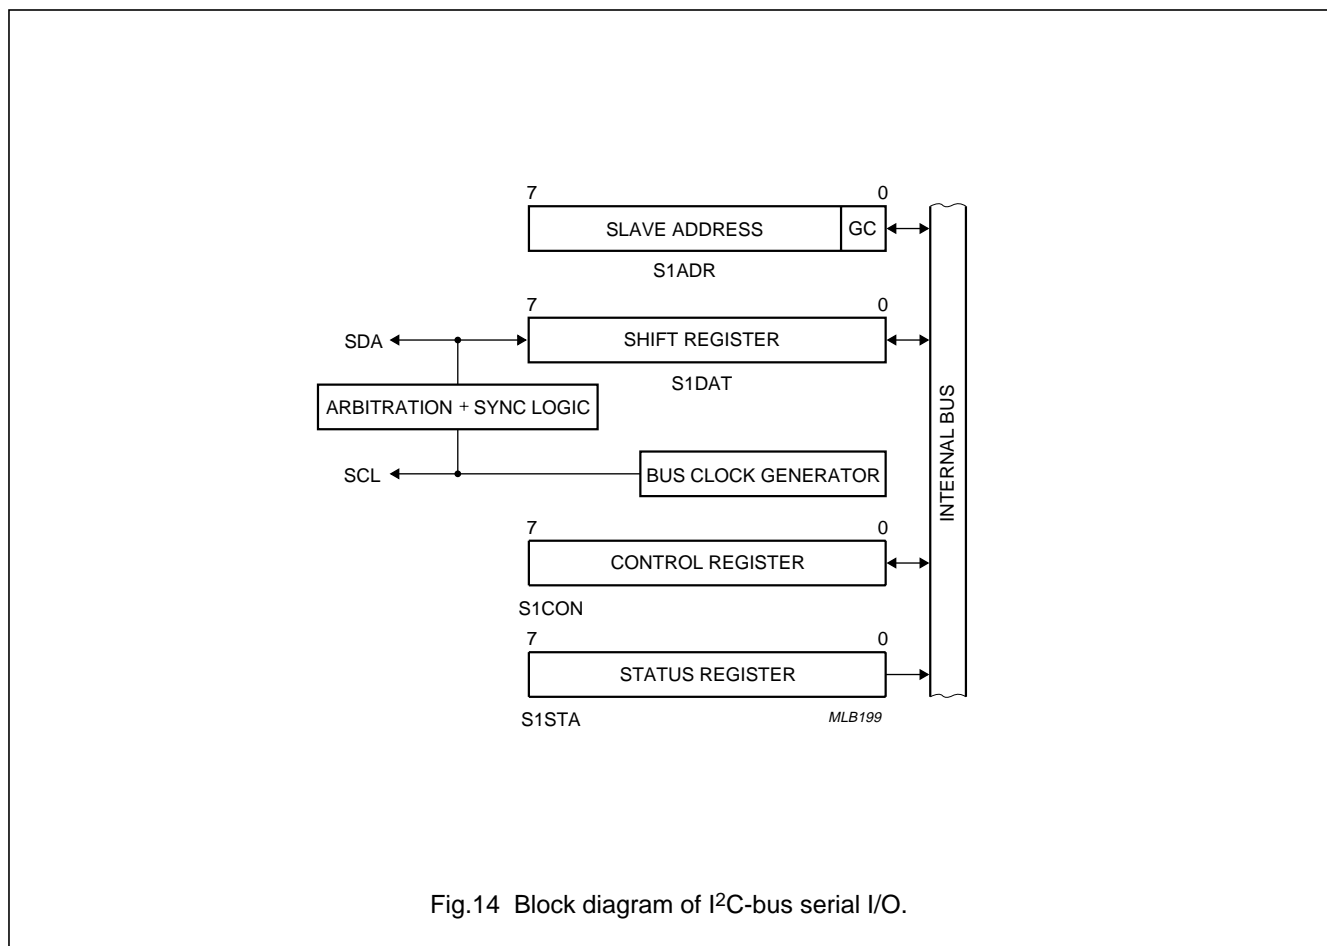 7 0
SLAVE ADDRESS GC
S1ADR
7 0
SDA SHIFT REGISTER
S1DAT
ARBITRATION + SYNC LOGIC
SCL BUS CLOCK GENERATOR
7 0
CONTROL REGISTER
S1CON
7 0
STATUS REGISTER
S1STA MLB199
INTERNAL BUS
Fig.14 Block diagram of I²C-bus serial I/O.